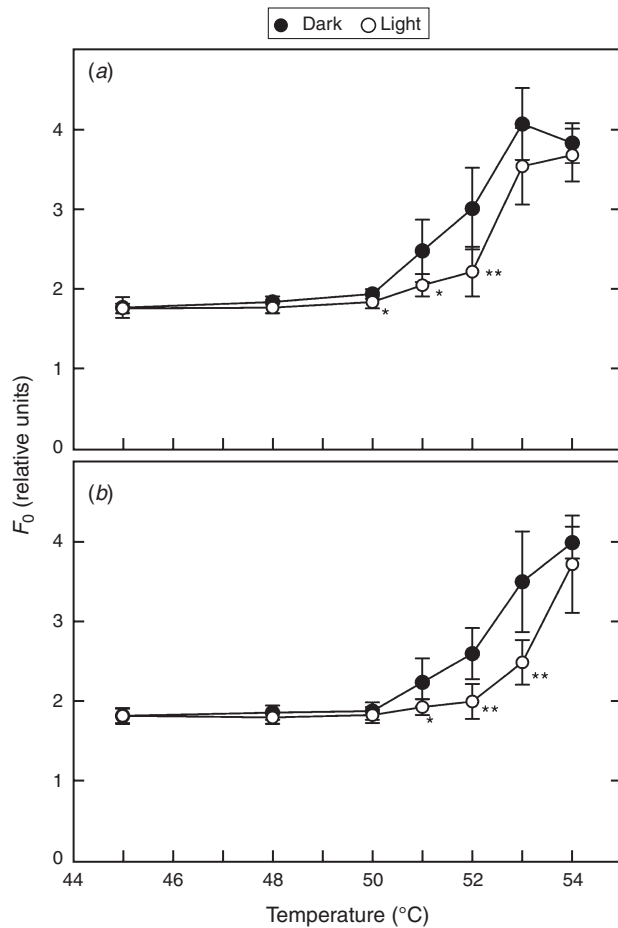 Dark Light
(a)
4
3
2
1
0
*
*
**
F0 (relative units)
(b)
4
3
2
1
0
*
**
**
44 46 48 50 52 54
Temperature (°C)